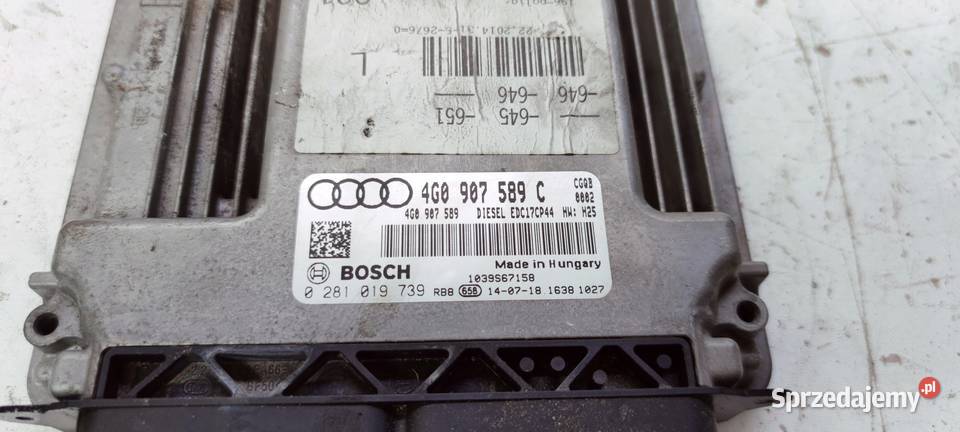 4G0 907 589 C
CGQB
0002
4G0 907 589 DIESEL EDC17CP44 HW: H25
Made in Hungary
BOSCH
1039S67158
0 281 019 739 RB8 658 14-07-18 1638 1027
-646 -646
-651 -645
L
Sprzedajemy.pl